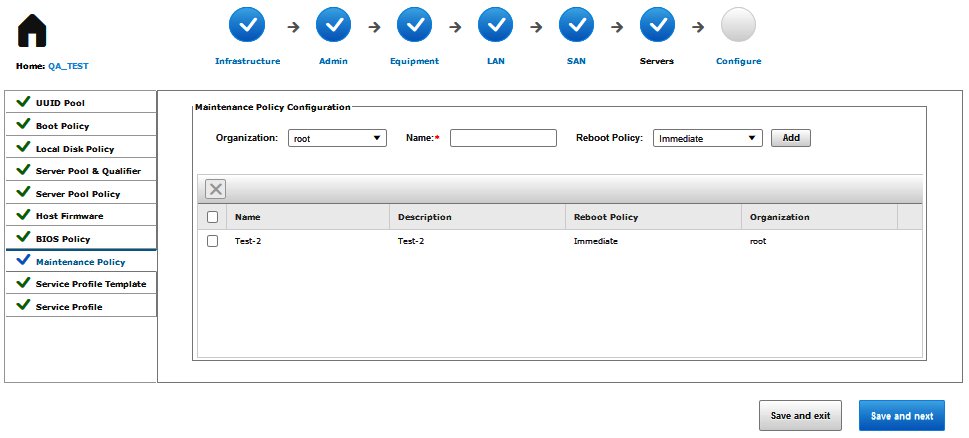 Home: QA_TEST
Infrastructure
Admin
Equipment
LAN
SAN
Servers
Configure
UUID Pool
Boot Policy
Local Disk Policy
Server Pool & Qualifier
Server Pool Policy
Host Firmware
BIOS Policy
Maintenance Policy
Service Profile Template
Service Profile
Maintenance Policy Configuration
Organization: root Name:* Reboot Policy: Immediate Add
Name Description Reboot Policy Organization
Test-2 Test-2 Immediate root
Save and exit Save and next